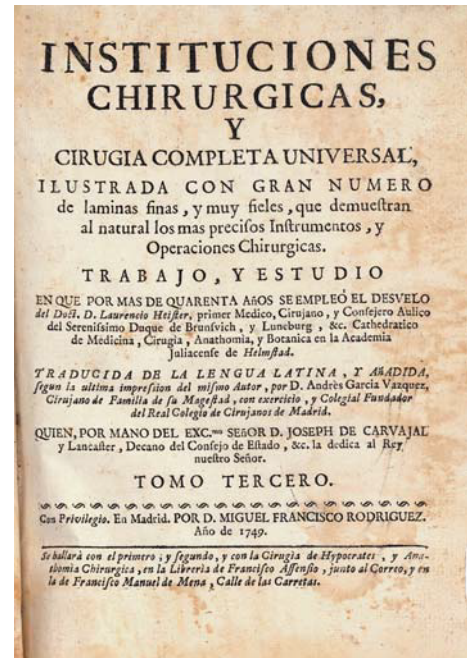 INSTITUCIONES
CHIRURGICAS,
Y
CIRUGIA COMPLETA UNIVERSAL,
ILUSTRADA CON GRAN NUMERO
de laminas finas, y muy fieles, que demuestran
al natural los mas precisos Instrumentos, y
Operaciones Chirurgicas.
TRABAJO, Y ESTUDIO
EN QUE POR MAS DE QUARENTA AÑOS SE EMPLEÓ EL DESVELO
del Doct. D. Laurencio Heister, primer Medico, Cirujano, y Consejero Aulico
del Serenissimo Duque de Brunsvich, y Luneburg, &c. Cathedratico
de Medicina, Cirugia, Anathomia, y Botanica en la Academia
Juliacense de Helmstad.
TRADUCIDA DE LA LENGUA LATINA, Y AÑADIDA,
segun la ultima impression del mismo Autor, por D. Andrès Garcia Vazquez,
Cirujano de Familia de su Magestad, con exercicio, y Colegial Fundador
del Real Colegio de Cirujanos de Madrid.
QUIEN, POR MANO DEL EXC.mo SEÑOR D. JOSEPH DE CARVAJAL
y Lancaster, Decano del Consejo de Estado, &c. la dedica al Rey
nuestro Señor.
TOMO TERCERO.
Con Privilegio. En Madrid. POR D. MIGUEL FRANCISCO RODRIGUEZ.
Año de 1749.
Se hallarà con el primero; y segundo, y con la Cirugia de Hypocrates, y Ana-
thomia Chirurgica, en la Libreria de Francisco Assensio, junto al Correo, y en
la de Francisco Manuel de Mena, Calle de las Carretas.